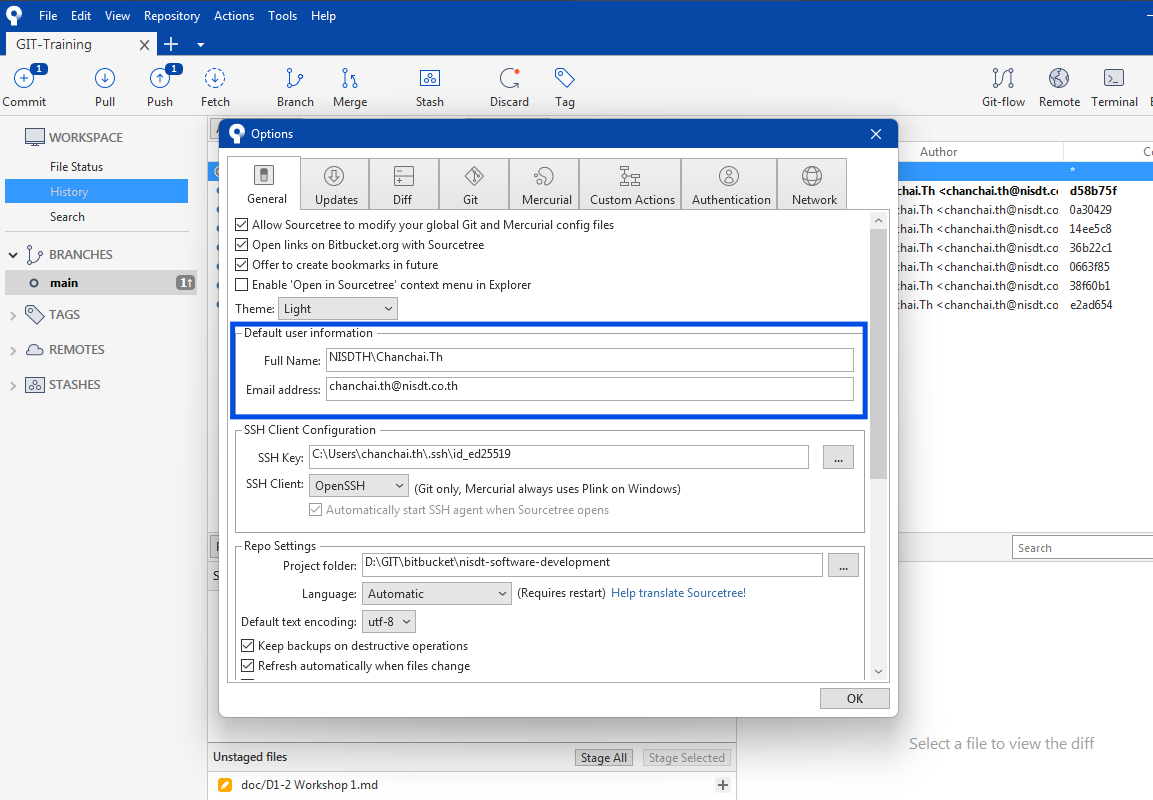 File Edit View Repository Actions Tools Help
GIT-Training
1 1
Commit Pull Push Fetch Branch Merge Stash Discard Tag Git-flow Remote Terminal
WORKSPACE
File Status
History
Search
BRANCHES
main 1↑
TAGS
REMOTES
STASHES
Options
General Updates Diff Git Mercurial Custom Actions Authentication Network
Allow Sourcetree to modify your global Git and Mercurial config files
Open links on Bitbucket.org with Sourcetree
Offer to create bookmarks in future
Enable 'Open in Sourcetree' context menu in Explorer
Theme: Light
Default user information
Full Name: NISDTH\Chanchai.Th
Email address: chanchai.th@nisdt.co.th
SSH Client Configuration
SSH Key: C:\Users\chanchai.th\.ssh\id_ed25519 ...
SSH Client: OpenSSH (Git only, Mercurial always uses Plink on Windows)
Automatically start SSH agent when Sourcetree opens
Repo Settings
Project folder: D:\GIT\bitbucket\nisdt-software-development ...
Language: Automatic (Requires restart) Help translate Sourcetree!
Default text encoding: utf-8
Keep backups on destructive operations
Refresh automatically when files change
OK
Author Co
*
chai.Th <chanchai.th@nisdt.co d58b75f
hai.Th <chanchai.th@nisdt.co 0a30429
hai.Th <chanchai.th@nisdt.co 14ee5c8
hai.Th <chanchai.th@nisdt.co 36b22c1
hai.Th <chanchai.th@nisdt.co 0663f85
hai.Th <chanchai.th@nisdt.co 38f60b1
hai.Th <chanchai.th@nisdt.co e2ad654
Search
Select a file to view the diff
Unstaged files Stage All Stage Selected
doc/D1-2 Workshop 1.md